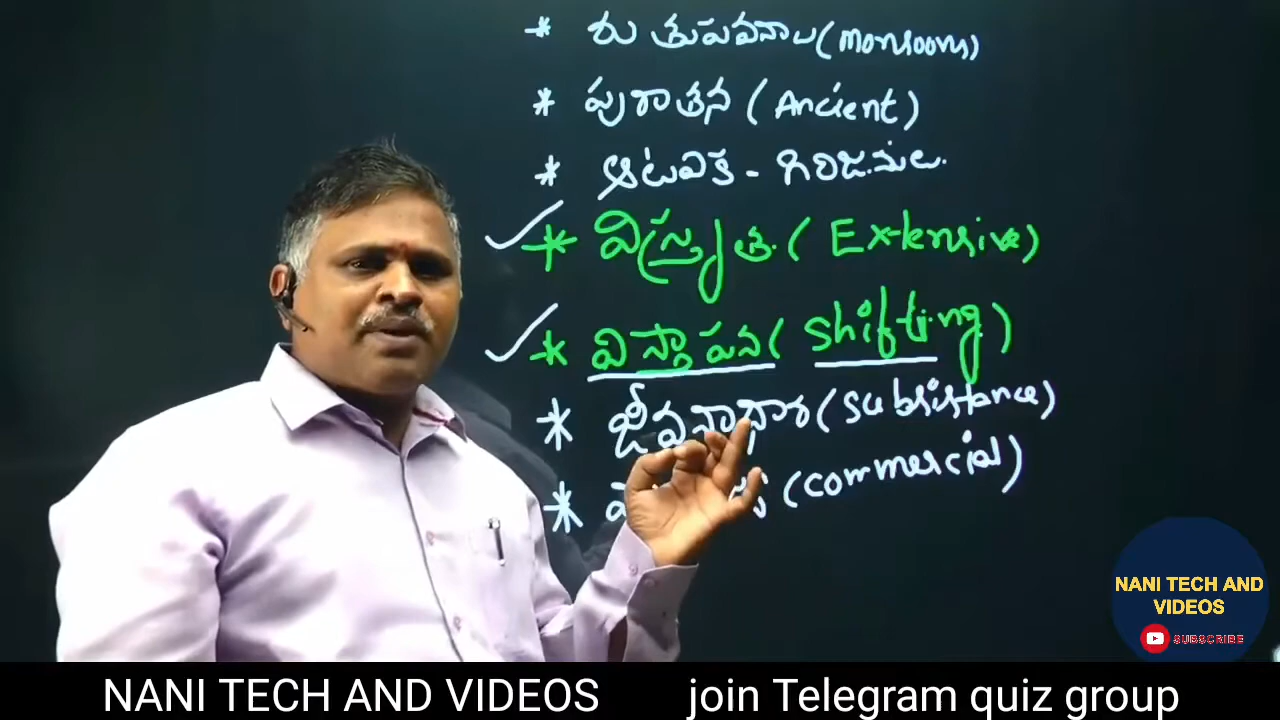 * ఋతుపవనాలు (Monsoons)
* పురాతన (Ancient)
* ఆటవిక - గిరిజనులు.
* విస్తృత. (Extensive)
* విస్తాపన (Shifting)
* జీవనాధార (Subsistance)
* (Commercial)
NANI TECH AND
VIDEOS
SUBSCRIBE
NANI TECH AND VIDEOS join Telegram quiz group